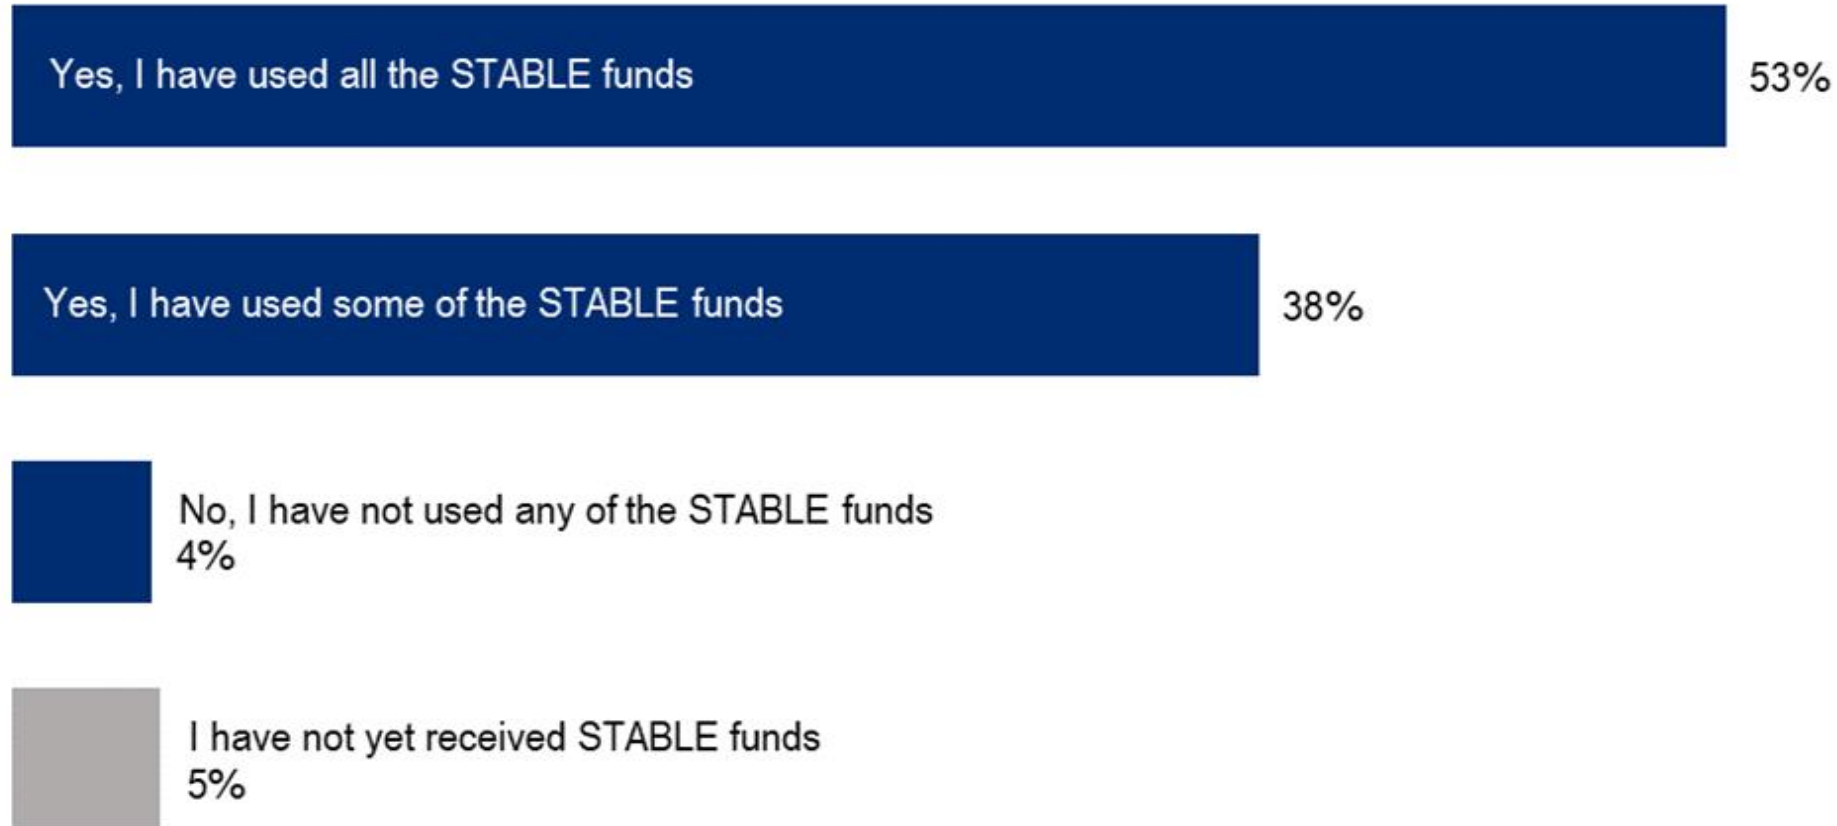 Yes, I have used all the STABLE funds
53%
Yes, I have used some of the STABLE funds
38%
No, I have not used any of the STABLE funds
4%
I have not yet received STABLE funds
5%